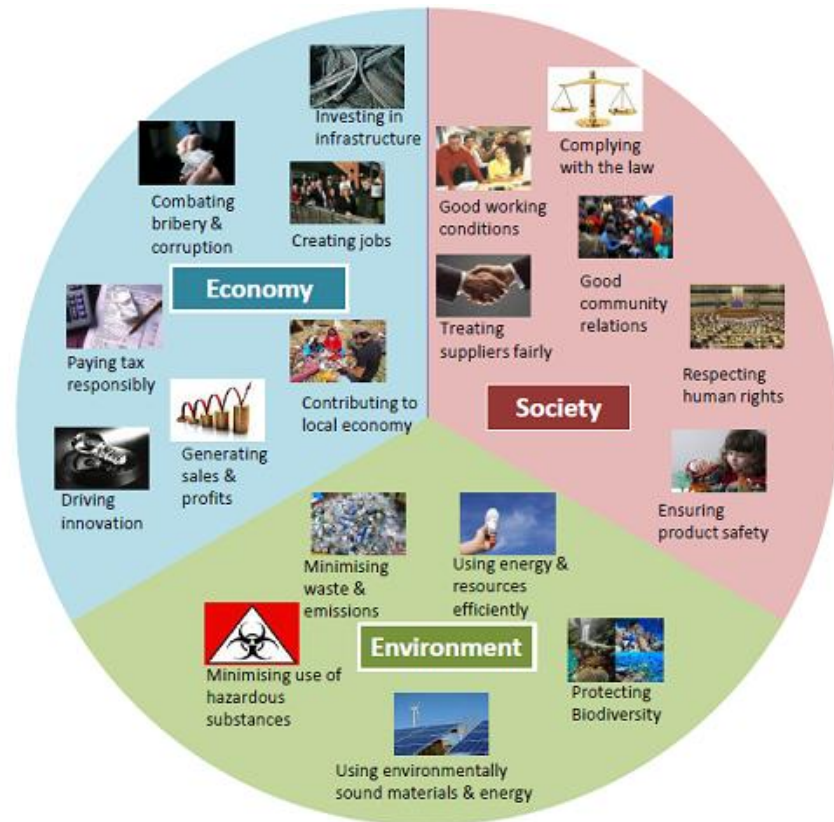 Investing in
infrastructure
Combating
bribery &
corruption
Creating jobs
Economy
Paying tax
responsibly
Contributing to
local economy
Generating
sales &
profits
Driving
innovation
Complying
with the law
Good working
conditions
Good
community
relations
Treating
suppliers fairly
Respecting
human rights
Society
Ensuring
product safety
Minimising
waste &
emissions
Using energy &
resources
efficiently
Environment
Minimising use of
hazardous
substances
Protecting
Biodiversity
Using environmentally
sound materials & energy